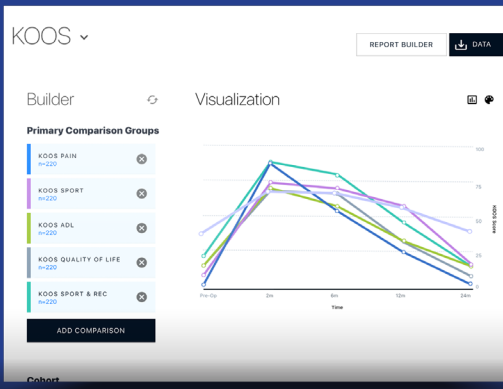 KOOS
REPORT BUILDER
DATA
Builder
Visualization
Primary Comparison Groups
KOOS PAIN
n=220
KOOS SPORT
n=220
KOOS ADL
n=220
KOOS QUALITY OF LIFE
n=220
KOOS SPORT & REC
n=220
ADD COMPARISON
100
75
50
25
0
KOOS Score
Pre-Op 2m 6m 12m 24m
Time
Cohort